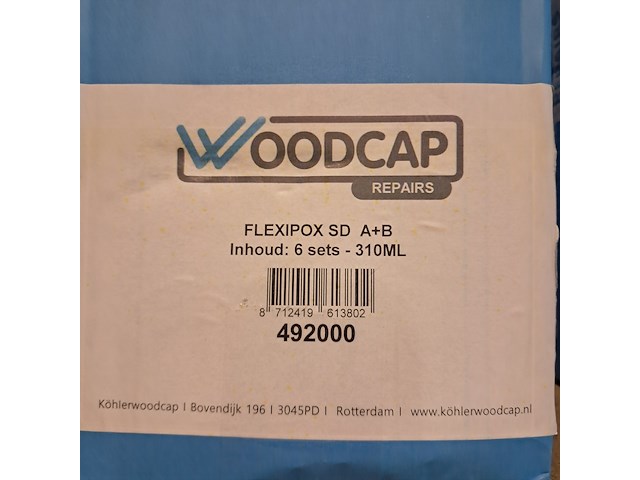 WOODCAP
REPAIRS
FLEXIPOX SD A+B
Inhoud: 6 sets - 310ML
8 712419 613802
492000
Köhlerwoodcap | Bovendijk 196 | 3045PD | Rotterdam | www.köhlerwoodcap.nl